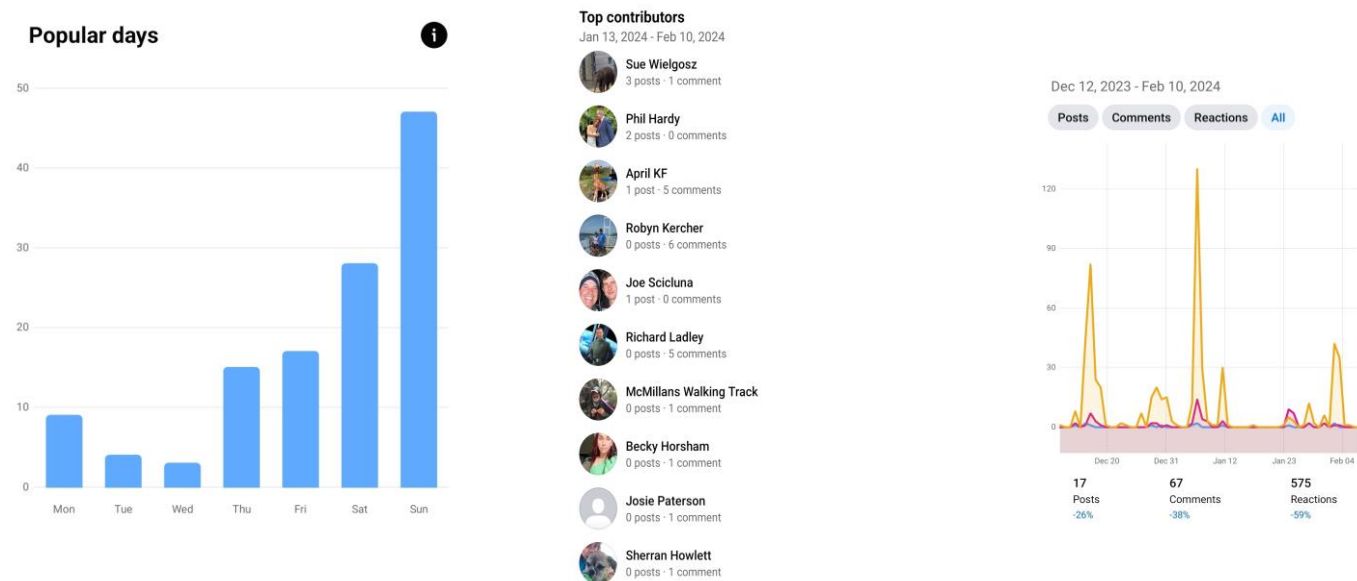 Popular days
i
50
40
30
20
10
0
Mon Tue Wed Thu Fri Sat Sun
Top contributors
Jan 13, 2024 - Feb 10, 2024
Sue Wielgosz
3 posts · 1 comment
Phil Hardy
2 posts · 0 comments
April KF
1 post · 5 comments
Robyn Kercher
0 posts · 6 comments
Joe Scicluna
1 post · 0 comments
Richard Ladley
0 posts · 5 comments
McMillans Walking Track
0 posts · 1 comment
Becky Horsham
0 posts · 1 comment
Josie Paterson
0 posts · 1 comment
Sherran Howlett
0 posts · 1 comment
Dec 12, 2023 - Feb 10, 2024
Posts Comments Reactions All
120
90
60
30
0
Dec 20 Dec 31 Jan 12 Jan 23 Feb 04
17 67 575
Posts Comments Reactions
-26% -38% -59%